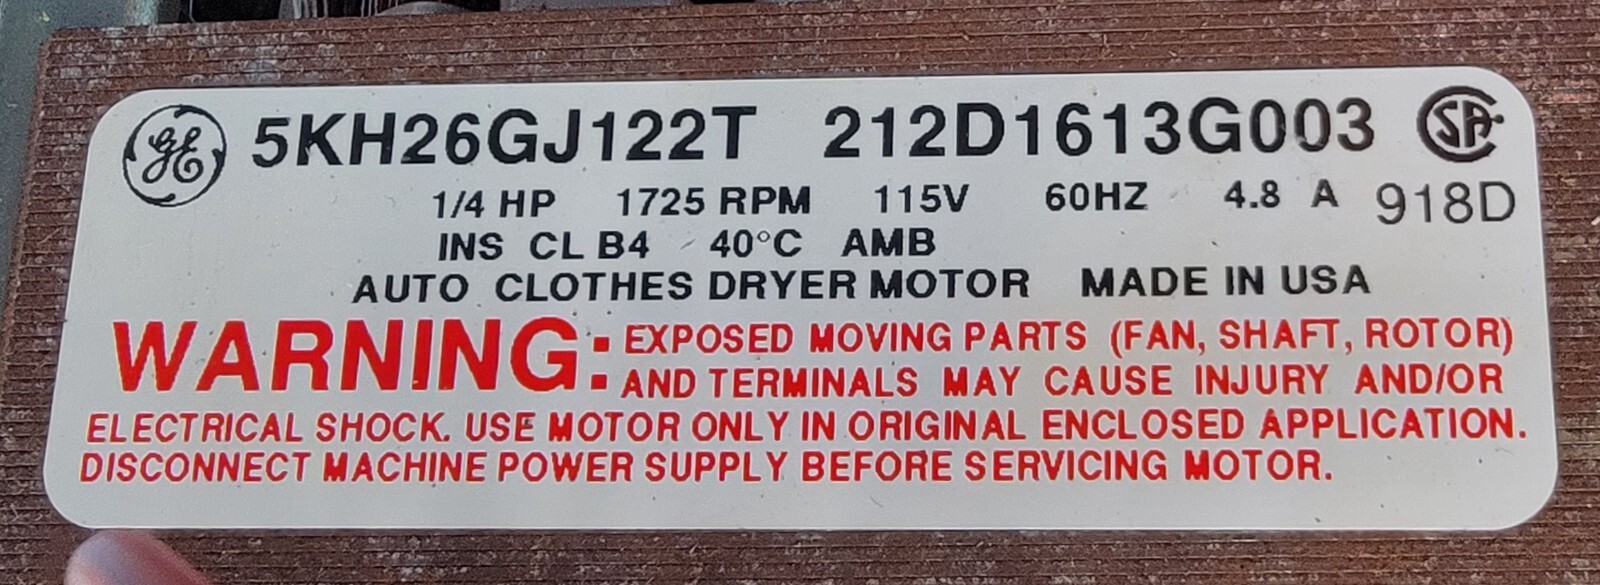 GE 5KH26GJ122T 212D1613G003 CSA
1/4 HP 1725 RPM 115V 60HZ 4.8 A 918D
INS CL B4 40°C AMB
AUTO CLOTHES DRYER MOTOR MADE IN USA
WARNING: EXPOSED MOVING PARTS (FAN, SHAFT, ROTOR)
AND TERMINALS MAY CAUSE INJURY AND/OR
ELECTRICAL SHOCK. USE MOTOR ONLY IN ORIGINAL ENCLOSED APPLICATION.
DISCONNECT MACHINE POWER SUPPLY BEFORE SERVICING MOTOR.